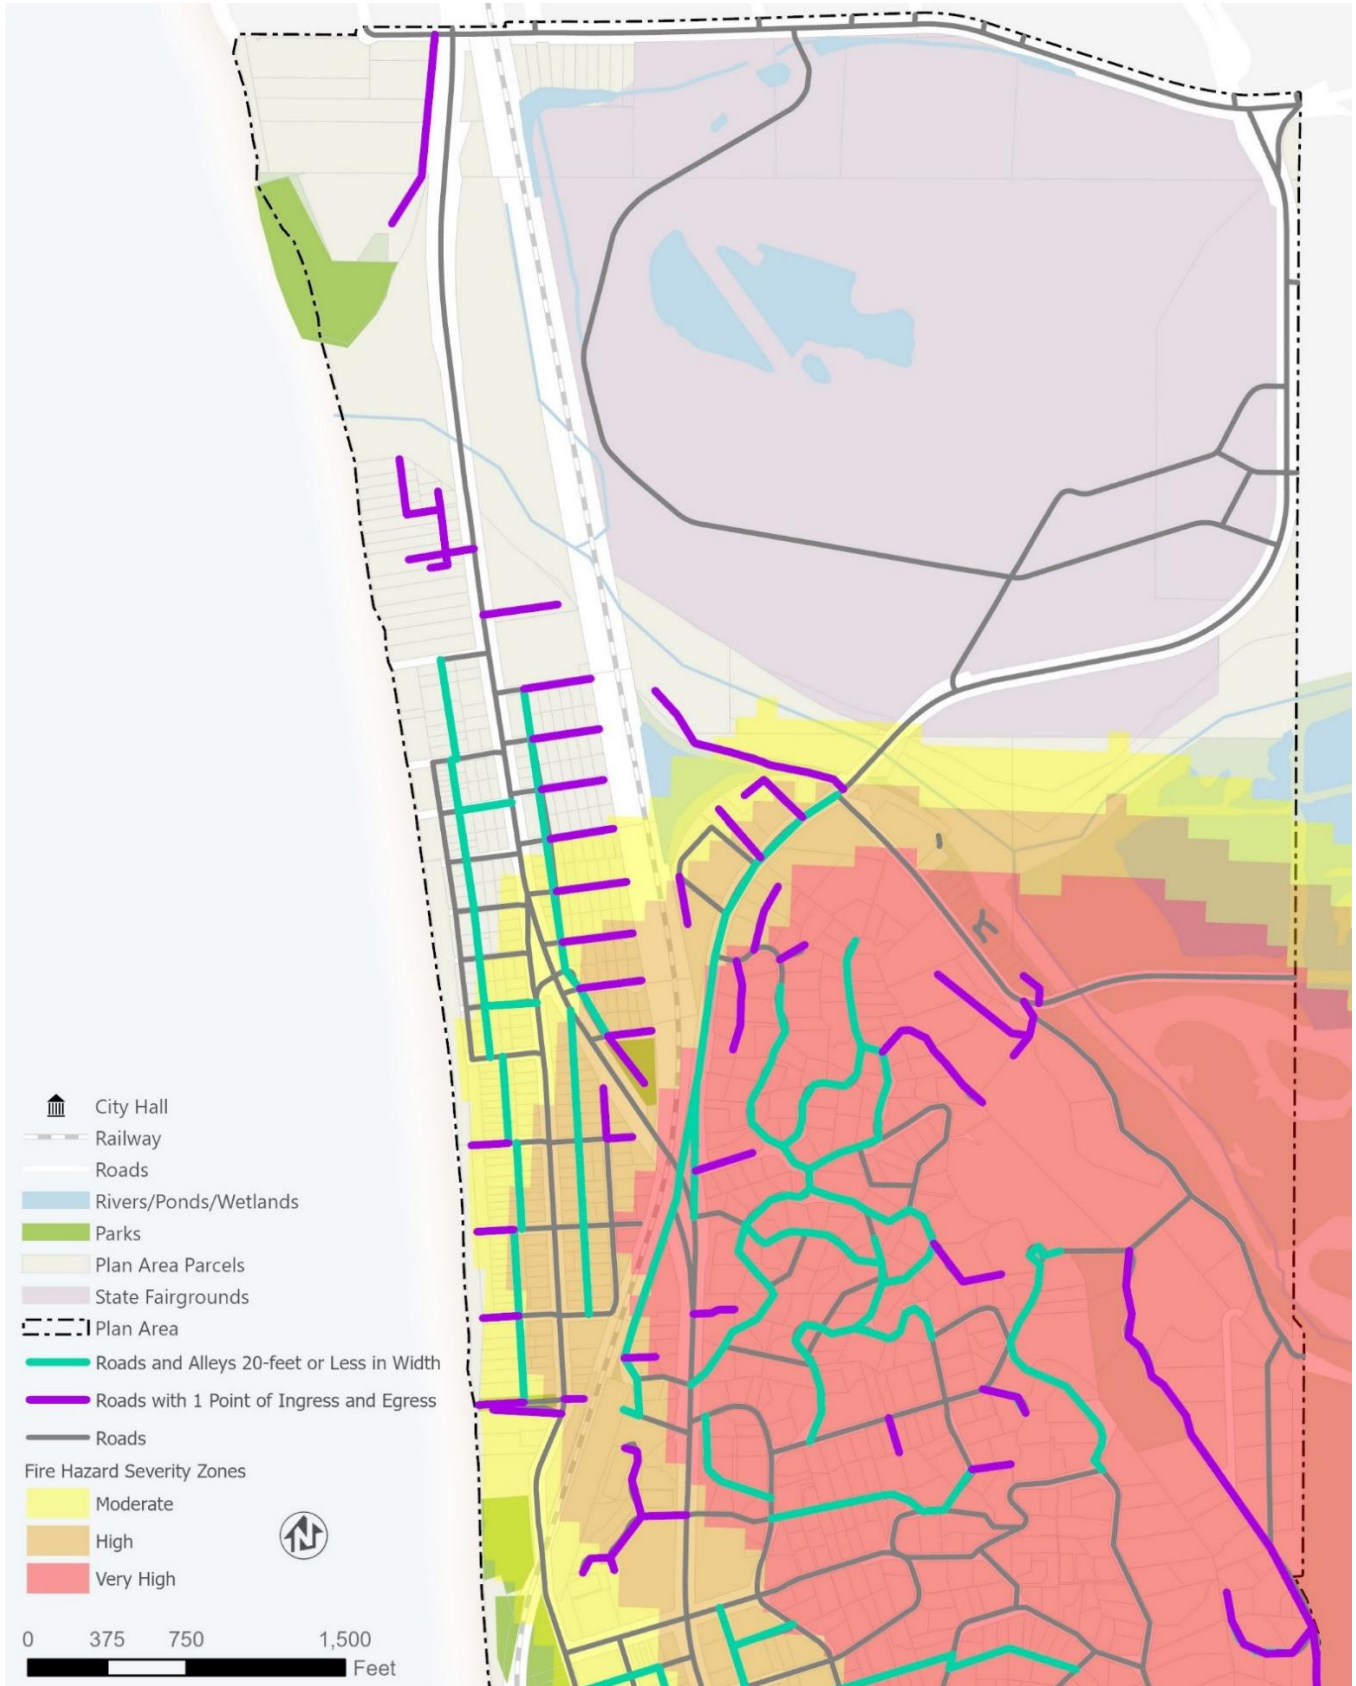 City Hall
Railway
Roads
Rivers/Ponds/Wetlands
Parks
Plan Area Parcels
State Fairgrounds
Plan Area
Roads and Alleys 20-feet or Less in Width
Roads with 1 Point of Ingress and Egress
Roads
Fire Hazard Severity Zones
Moderate
High
Very High
N
0 375 750 1,500
Feet